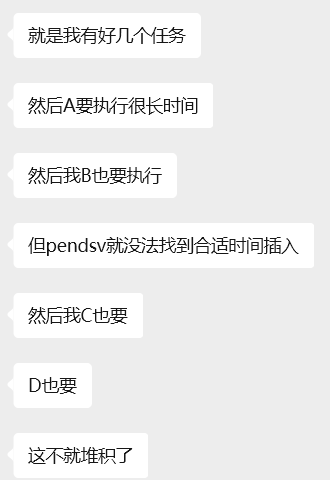 就是我有好几个任务
然后A要执行很长时间
然后我B也要执行
但pendsv就没法找到合适时间插入
然后我C也要
D也要
这不就堆积了